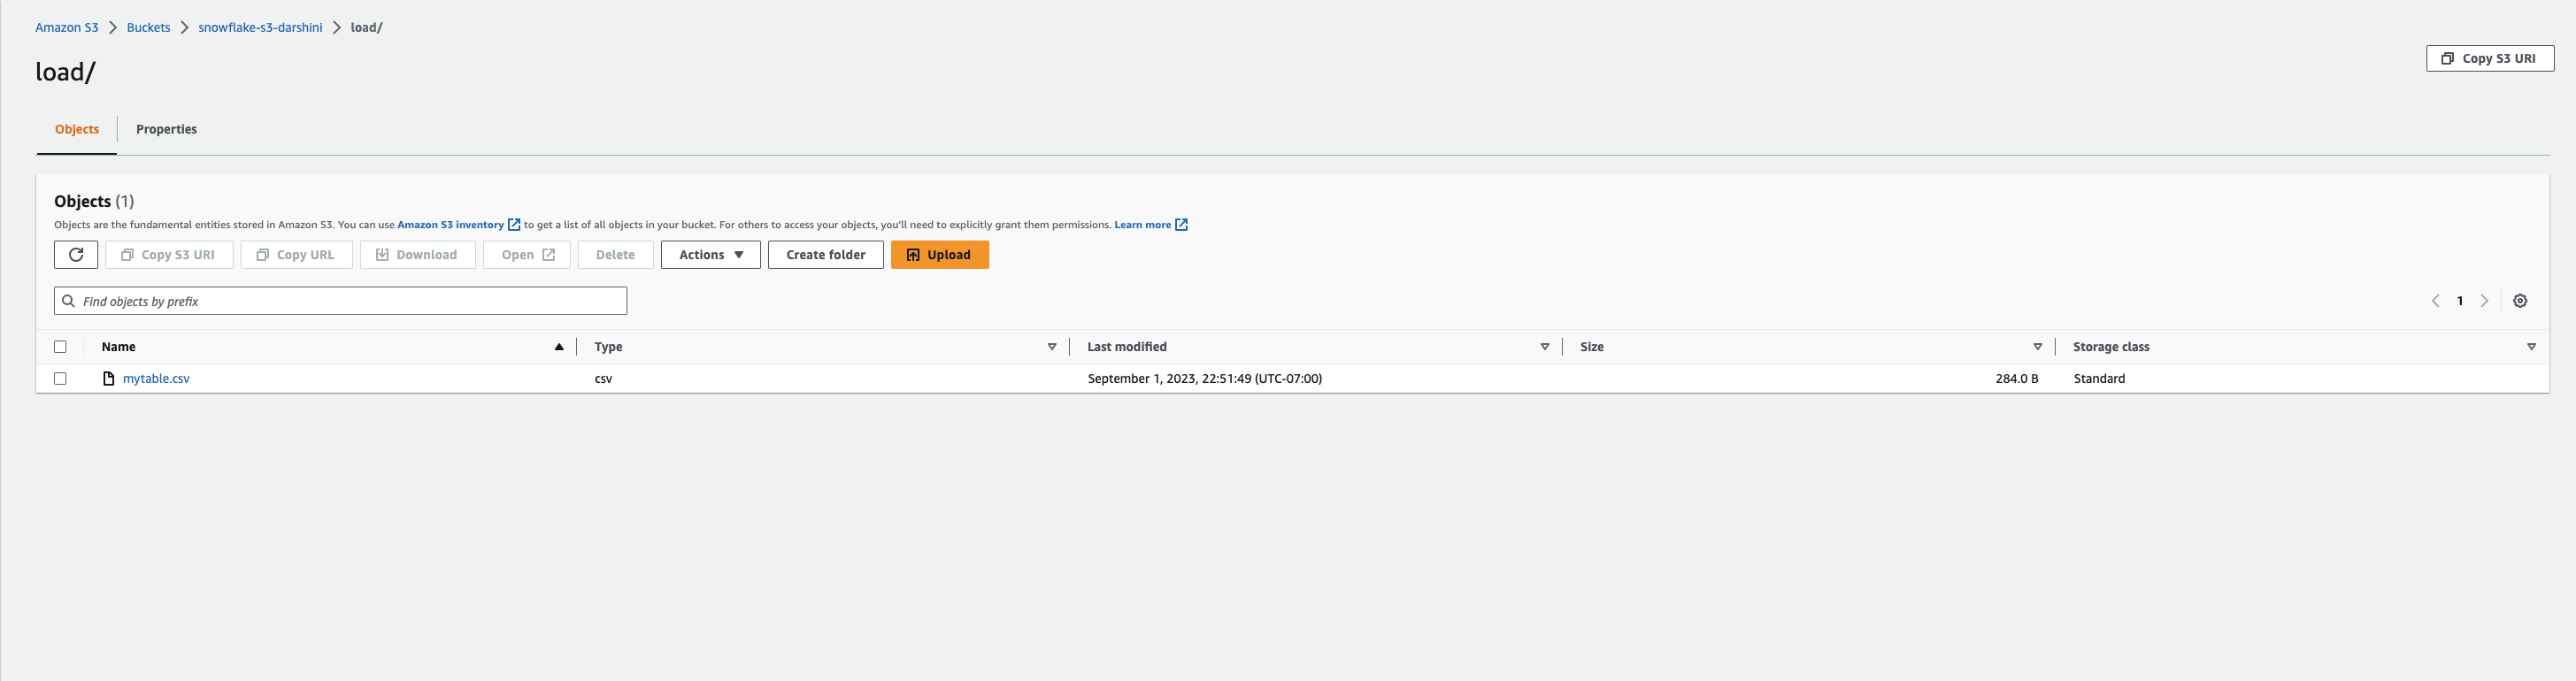 Amazon S3 > Buckets > snowflake-s3-darshini > load/
load/
Copy S3 URI
Objects Properties
Objects (1)
Objects are the fundamental entities stored in Amazon S3. You can use Amazon S3 inventory to get a list of all objects in your bucket. For others to access your objects, you'll need to explicitly grant them permissions. Learn more
Copy S3 URI Copy URL Download Open Delete Actions Create folder Upload
Find objects by prefix
1
Name Type Last modified Size Storage class
mytable.csv csv September 1, 2023, 22:51:49 (UTC-07:00) 284.0 B Standard